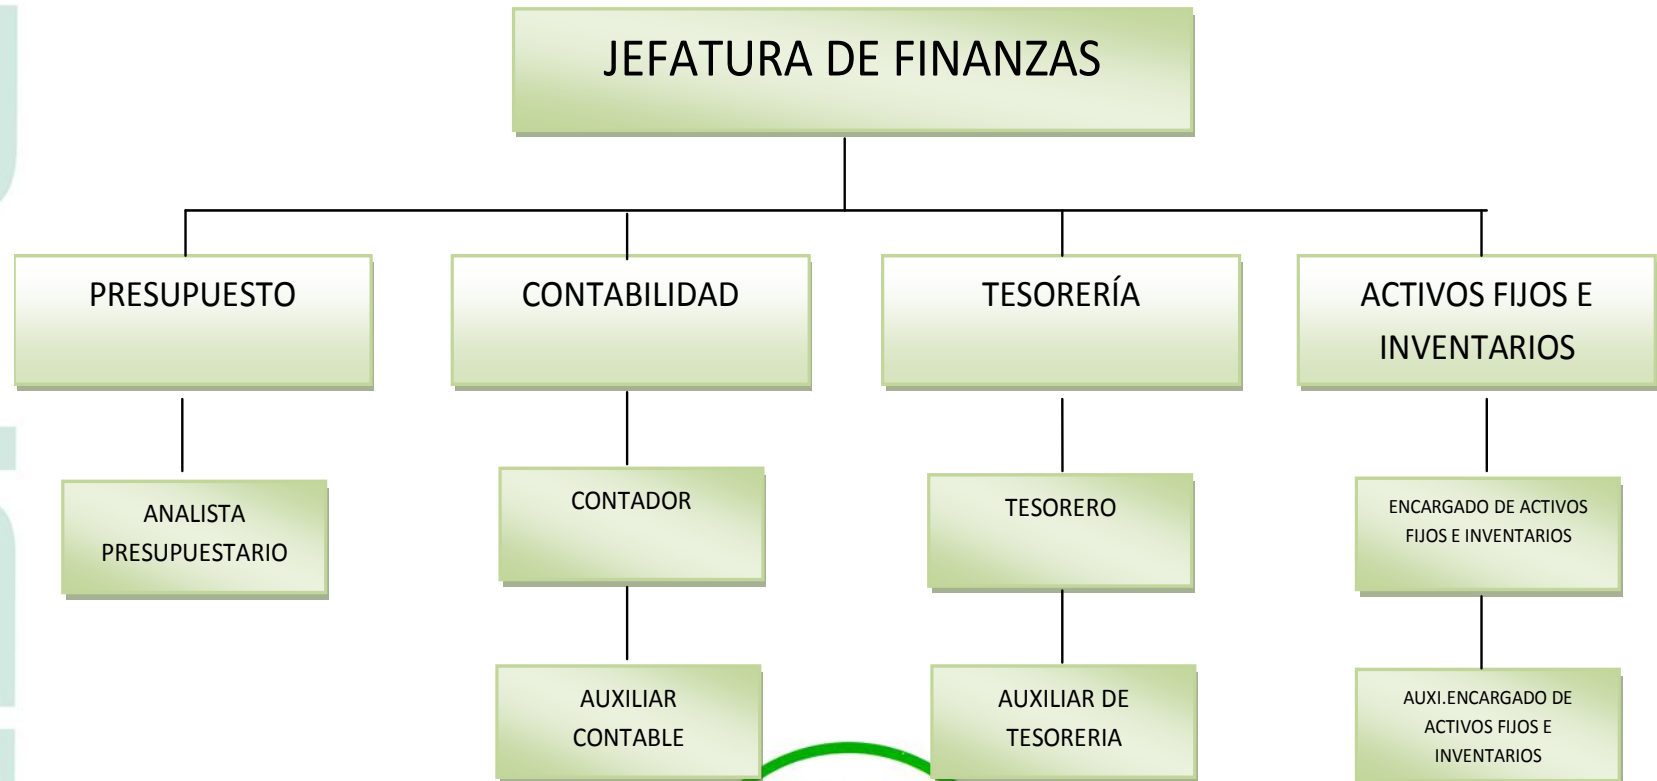 JEFATURA DE FINANZAS
PRESUPUESTO
CONTABILIDAD
TESORERÍA
ACTIVOS FIJOS E
INVENTARIOS
ANALISTA
PRESUPUESTARIO
CONTADOR
TESORERO
ENCARGADO DE ACTIVOS
FIJOS E INVENTARIOS
AUXILIAR
CONTABLE
AUXILIAR DE
TESORERIA
AUXI.ENCARGADO DE
ACTIVOS FIJOS E
INVENTARIOS